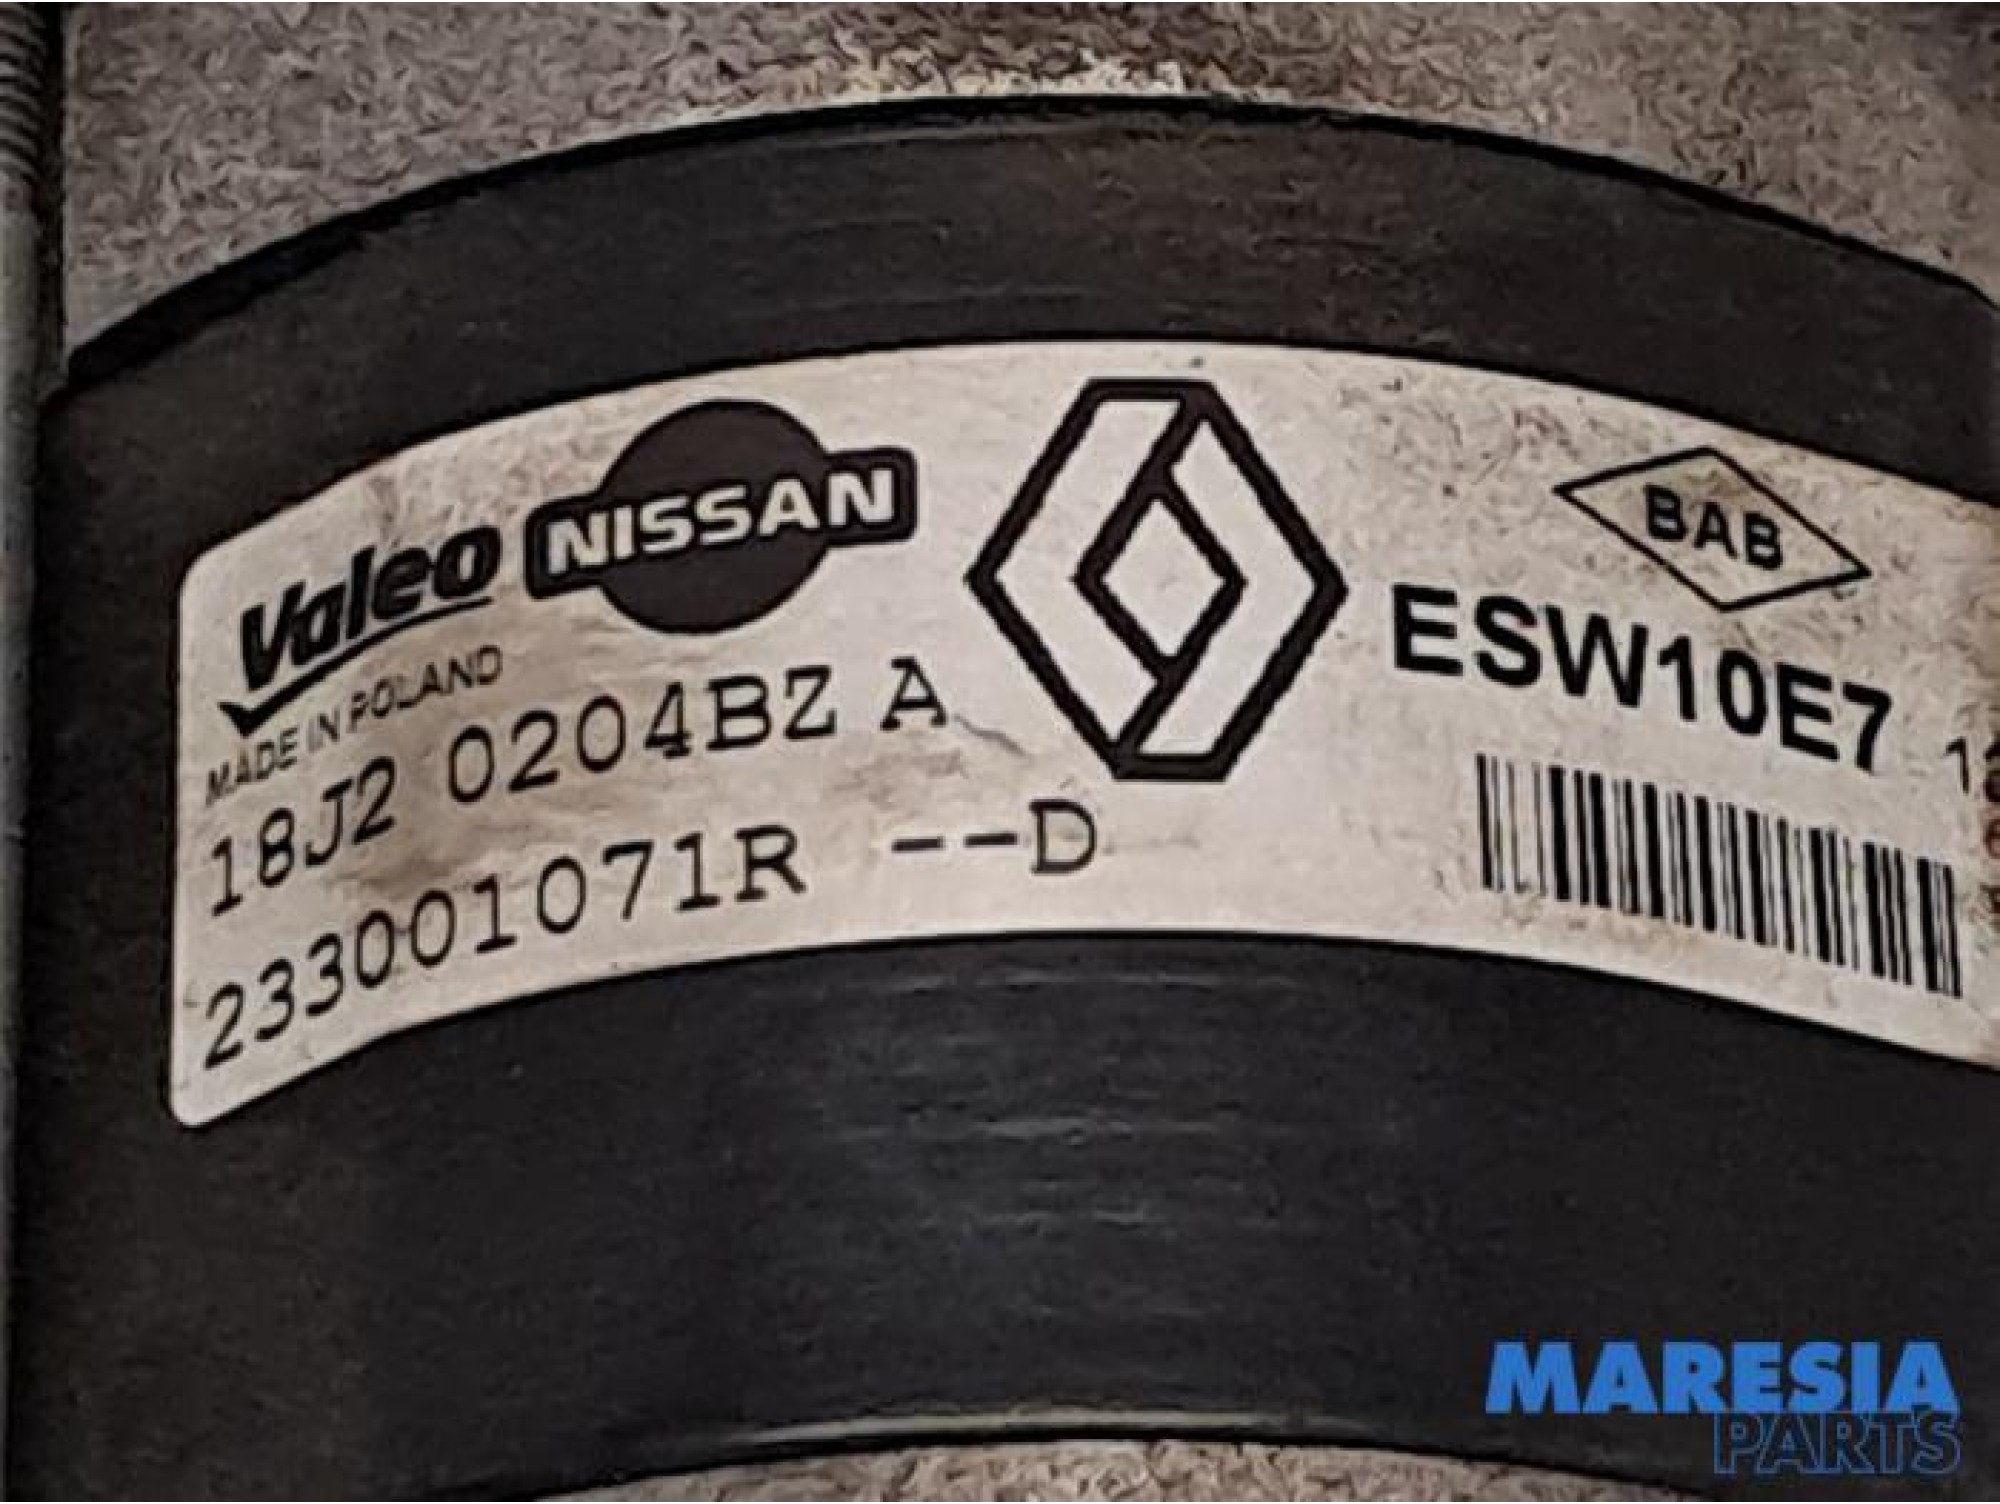 Valeo NISSAN
MADE IN POLAND
18J2 0204BZ A
233001071R --D
BAB
ESW10E7
MARESIA
PARTS